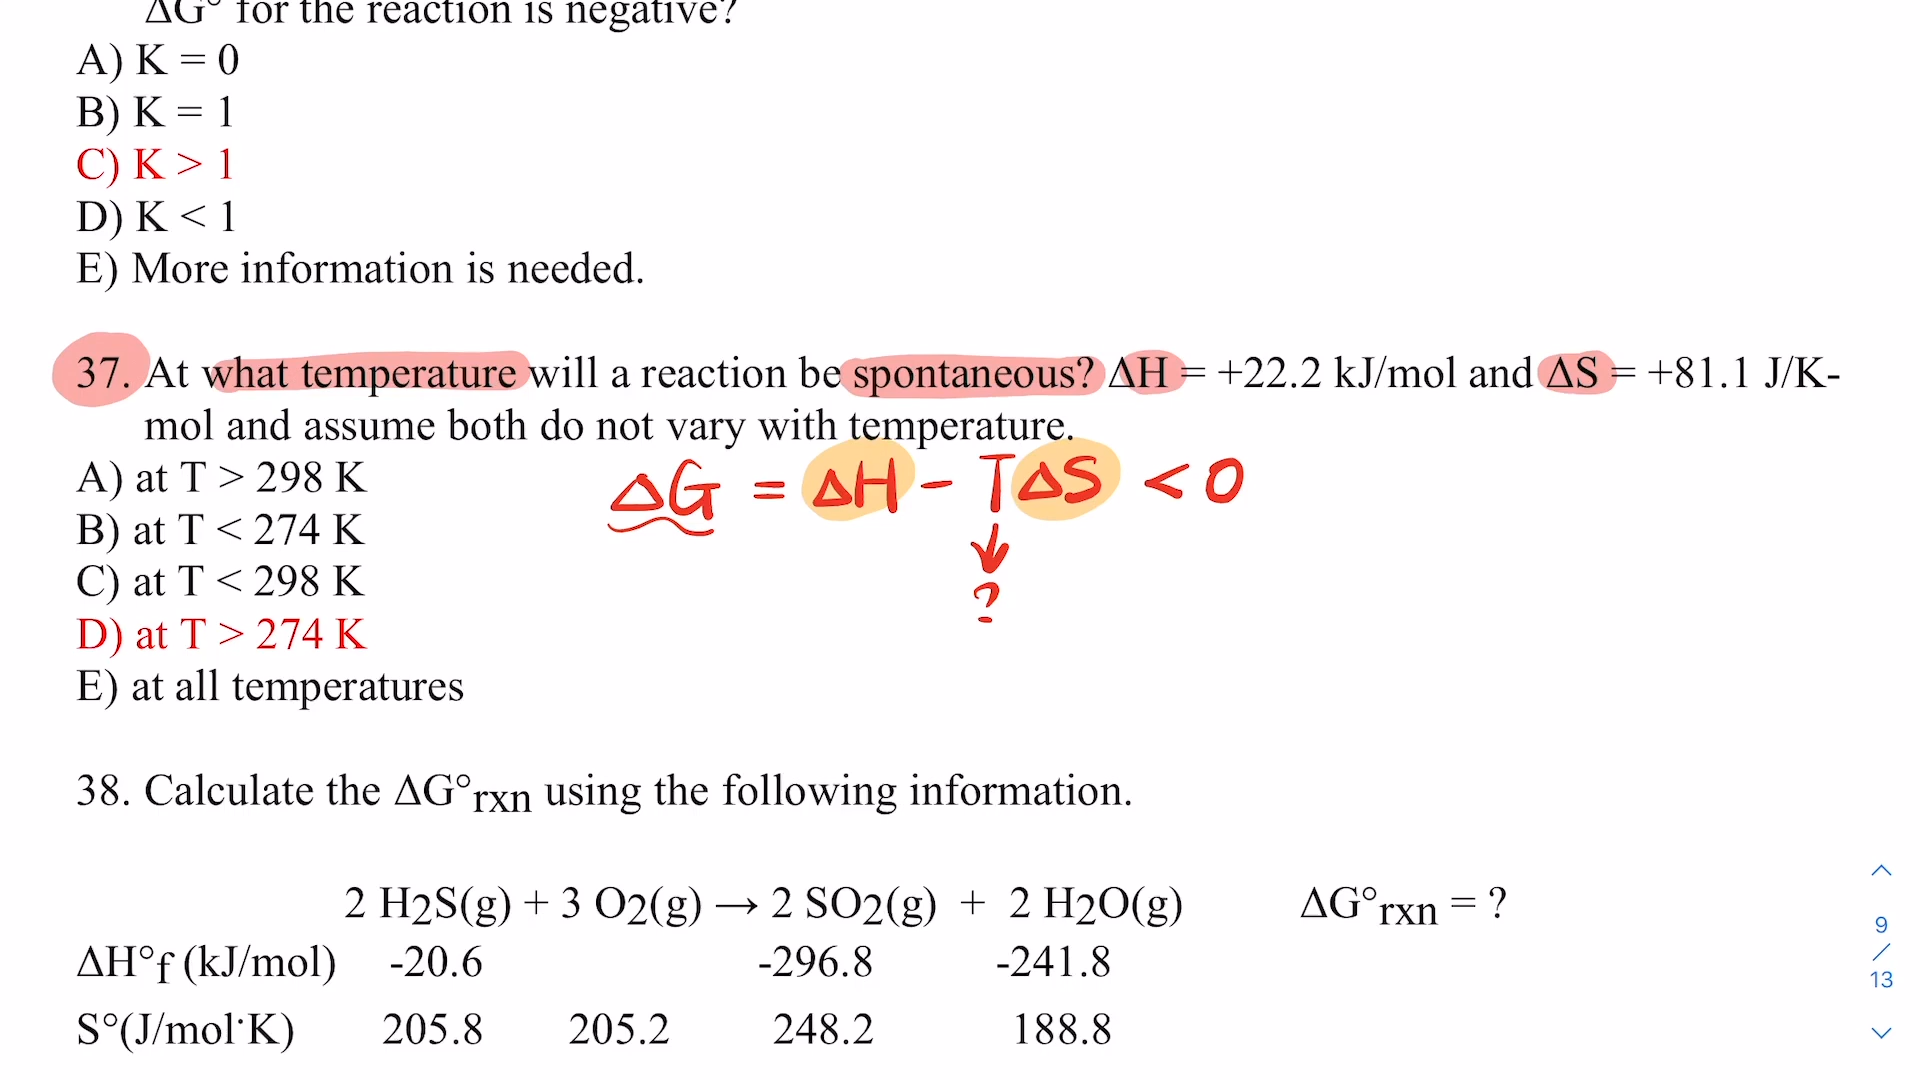 ΔG° for the reaction is negative?
A) K = 0
B) K = 1
C) K > 1
D) K < 1
E) More information is needed.
37. At what temperature will a reaction be spontaneous? ΔH = +22.2 kJ/mol and ΔS = +81.1 J/K-
mol and assume both do not vary with temperature.
A) at T > 298 K
B) at T < 274 K
C) at T < 298 K
D) at T > 274 K
E) at all temperatures
ΔG = ΔH - TΔS < 0
?
38. Calculate the ΔG°rxn using the following information.
2 H2S(g) + 3 O2(g) → 2 SO2(g) + 2 H2O(g) ΔG°rxn = ?
ΔH°f (kJ/mol) -20.6 -296.8 -241.8
S°(J/mol·K) 205.8 205.2 248.2 188.8
9
/
13